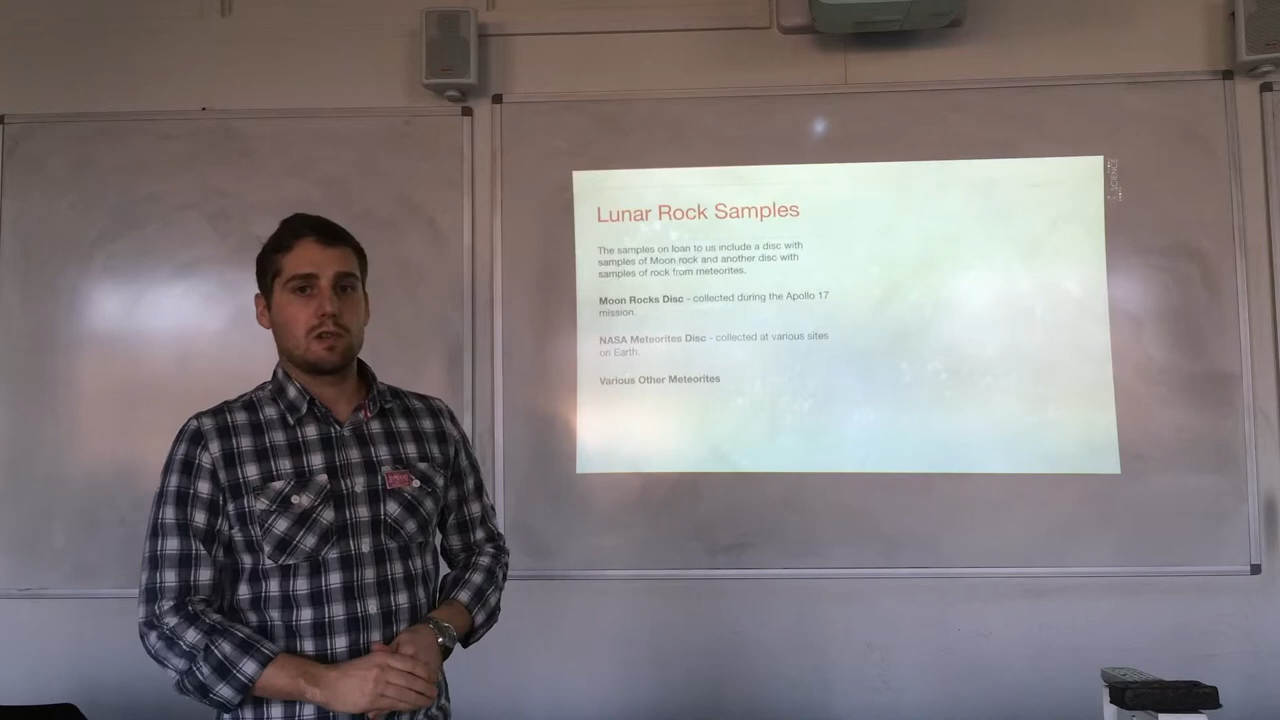 Lunar Rock Samples
The samples on loan to us include a disc with
samples of Moon rock and another disc with
samples of rock from meteorites.
Moon Rocks Disc - collected during the Apollo 17
mission.
NASA Meteorites Disc - collected at various sites
on Earth.
Various Other Meteorites
SCIENCE